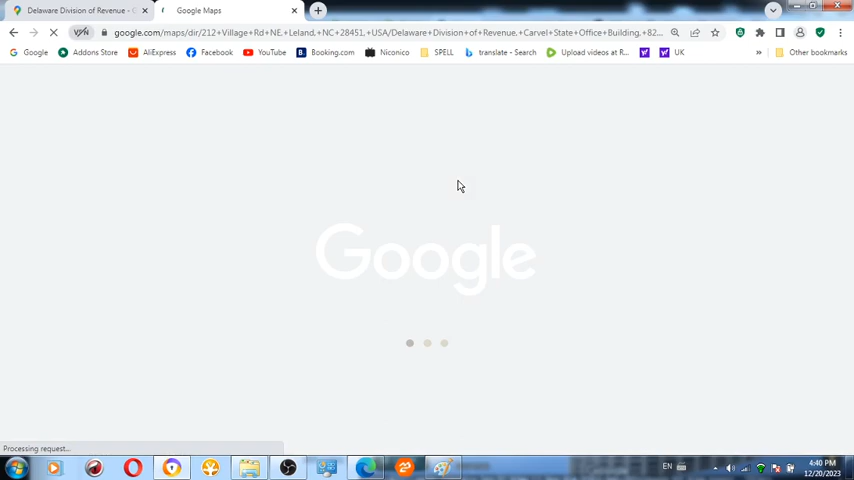 Delaware Division of Revenue - G
Google Maps
VPN
google.com/maps/dir/212+Village+Rd+NE,+Leland,+NC+28451,+USA/Delaware+Division+of+Revenue,+Carvel+State+Office+Building,+82...
Google
Addons Store
AliExpress
Facebook
YouTube
B. Booking.com
Niconico
SPELL
translate - Search
Upload videos at R...
UK
»
Other bookmarks
Google
Processing request...
EN
4:40 PM
12/20/2023